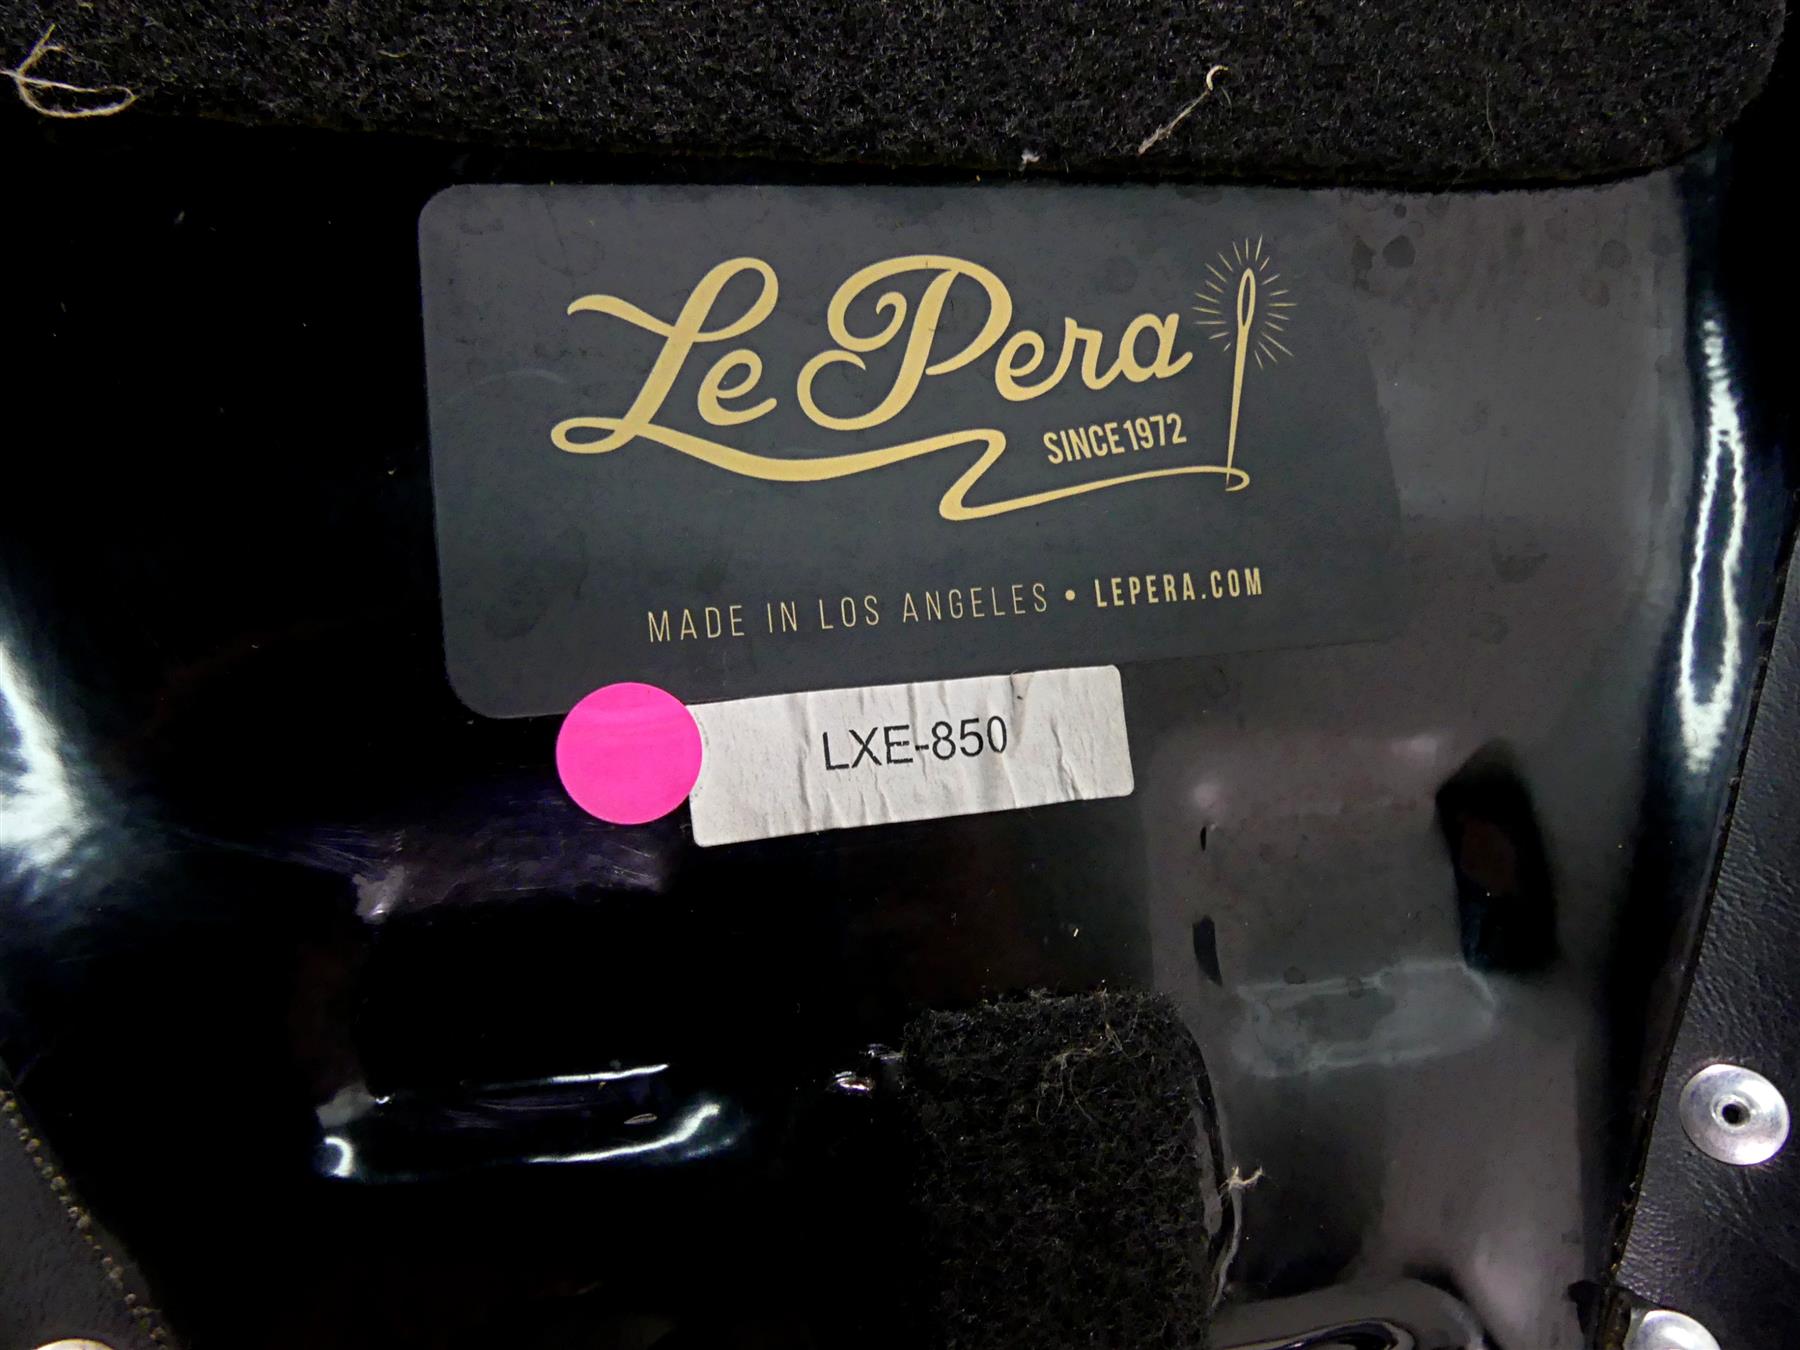 Le Pera
SINCE 1972
MADE IN LOS ANGELES • LEPERA.COM
LXE-850